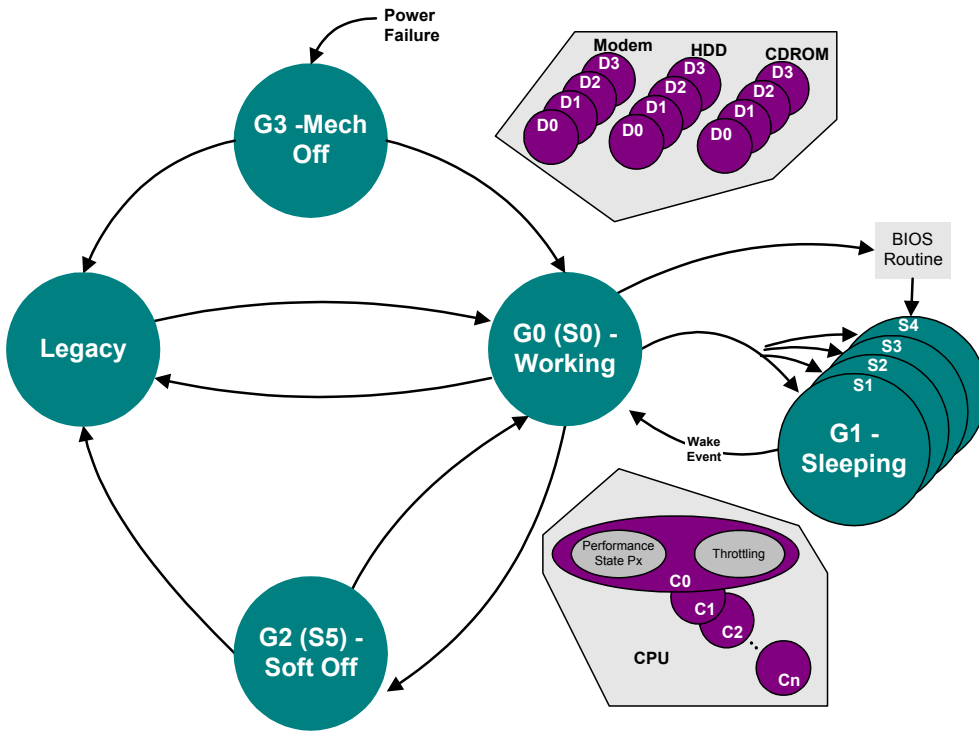 Power
Failure
G3 -Mech
Off
Modem
HDD
CDROM
D3
D2
D1
D0
D3
D2
D1
D0
D3
D2
D1
D0
BIOS
Routine
Legacy
G0 (S0) -
Working
S4
S3
S2
S1
G1 -
Sleeping
Wake
Event
Performance
State Px
Throttling
C0
C1
C2
Cn
CPU
G2 (S5) -
Soft Off